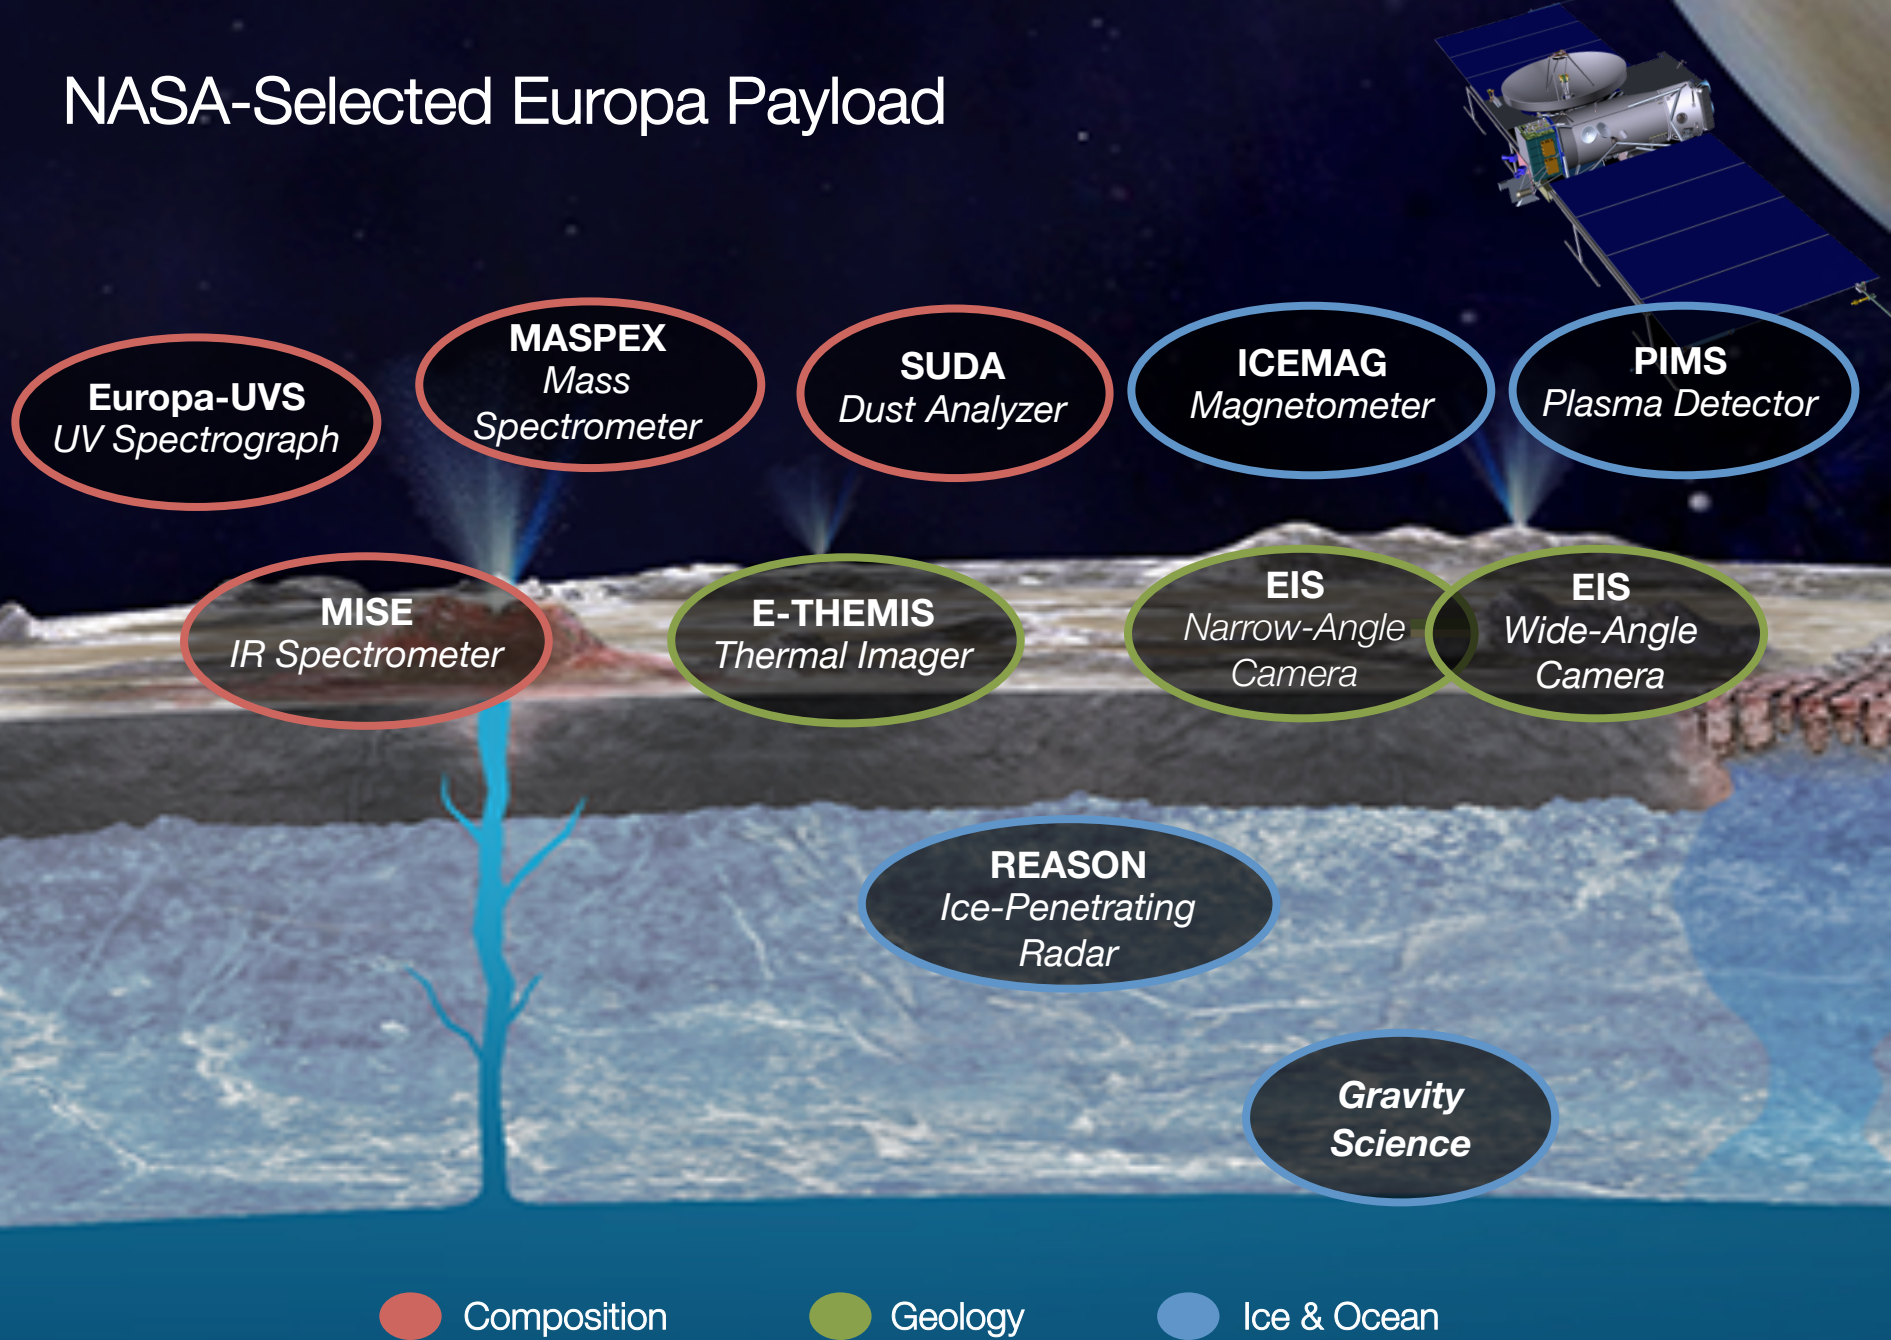 NASA-Selected Europa Payload
Europa-UVS
UV Spectrograph
MASPEX
Mass
Spectrometer
SUDA
Dust Analyzer
ICEMAG
Magnetometer
PIMS
Plasma Detector
MISE
IR Spectrometer
E-THEMIS
Thermal Imager
EIS
Narrow-Angle
Camera
EIS
Wide-Angle
Camera
REASON
Ice-Penetrating
Radar
Gravity
Science
Composition
Geology
Ice & Ocean